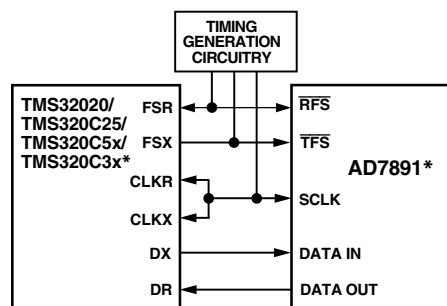 TIMING
GENERATION
CIRCUITRY
TMS32020/
TMS320C25/
TMS320C5x/
TMS320C3x*
FSR
FSX
CLKR
CLKX
DX
DR
RFS
TFS
AD7891*
SCLK
DATA IN
DATA OUT